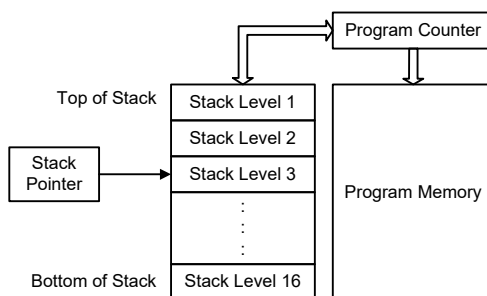 Program Counter
Top of Stack
Stack Level 1
Stack Level 2
Stack
Pointer
Stack Level 3
Program Memory
:
:
:
Bottom of Stack
Stack Level 16